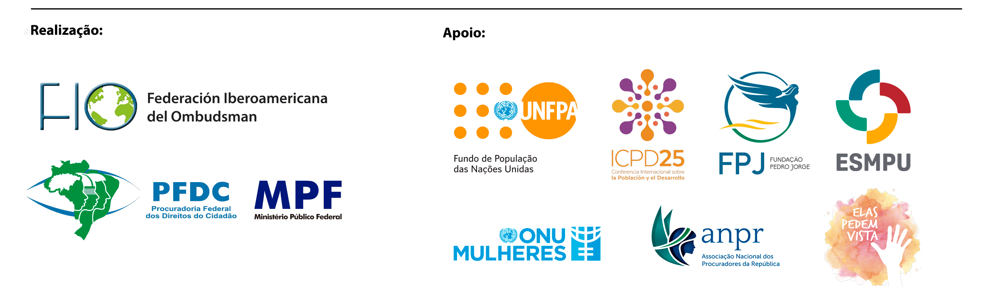 Realização:
Apoio:
FIO
Federación Iberoamericana
del Ombudsman
PFDC
Procuradoria Federal
dos Direitos do Cidadão
MPF
Ministério Público Federal
UNFPA
Fundo de População
das Nações Unidas
ICPD25
Conferencia Internacional sobre
la Población y el Desarrollo
FPJ
FUNDAÇÃO
PEDRO JORGE
ESMPU
ONU
MULHERES
anpr
Associação Nacional dos
Procuradores da República
ELAS
PEDEM
VISTA